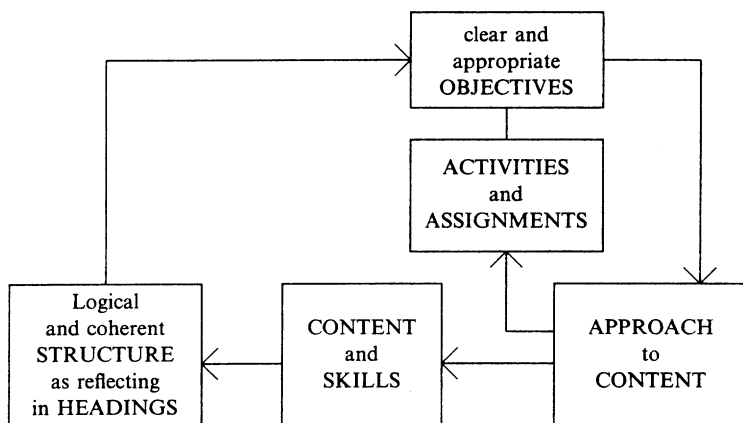 clear and
appropriate
OBJECTIVES
ACTIVITIES
and
ASSIGNMENTS
Logical
and coherent
STRUCTURE
as reflecting
in HEADINGS
CONTENT
and
SKILLS
APPROACH
to
CONTENT